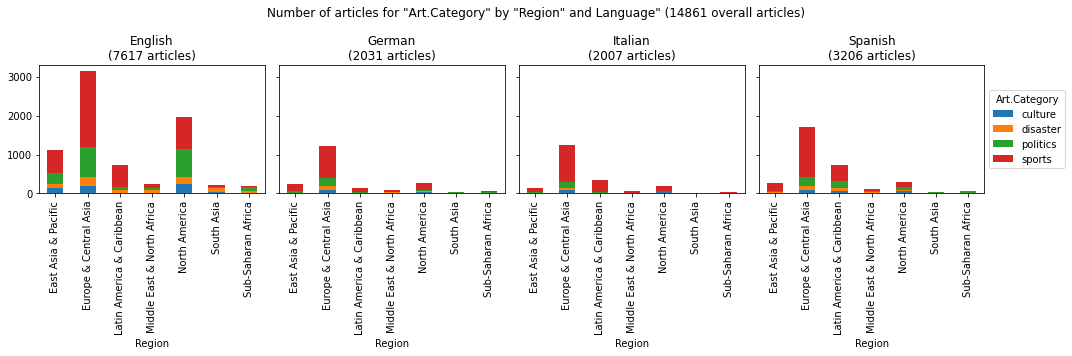 Number of articles for "Art.Category" by "Region" and Language" (14861 overall articles)
English
(7617 articles)
German
(2031 articles)
Italian
(2007 articles)
Spanish
(3206 articles)
3000
2000
1000
0
Art.Category
culture
disaster
politics
sports
East Asia & Pacific
Europe & Central Asia
Latin America & Caribbean
Middle East & North Africa
North America
South Asia
Sub-Saharan Africa
Region
East Asia & Pacific
Europe & Central Asia
Latin America & Caribbean
Middle East & North Africa
North America
South Asia
Sub-Saharan Africa
Region
East Asia & Pacific
Europe & Central Asia
Latin America & Caribbean
Middle East & North Africa
North America
South Asia
Sub-Saharan Africa
Region
East Asia & Pacific
Europe & Central Asia
Latin America & Caribbean
Middle East & North Africa
North America
South Asia
Sub-Saharan Africa
Region